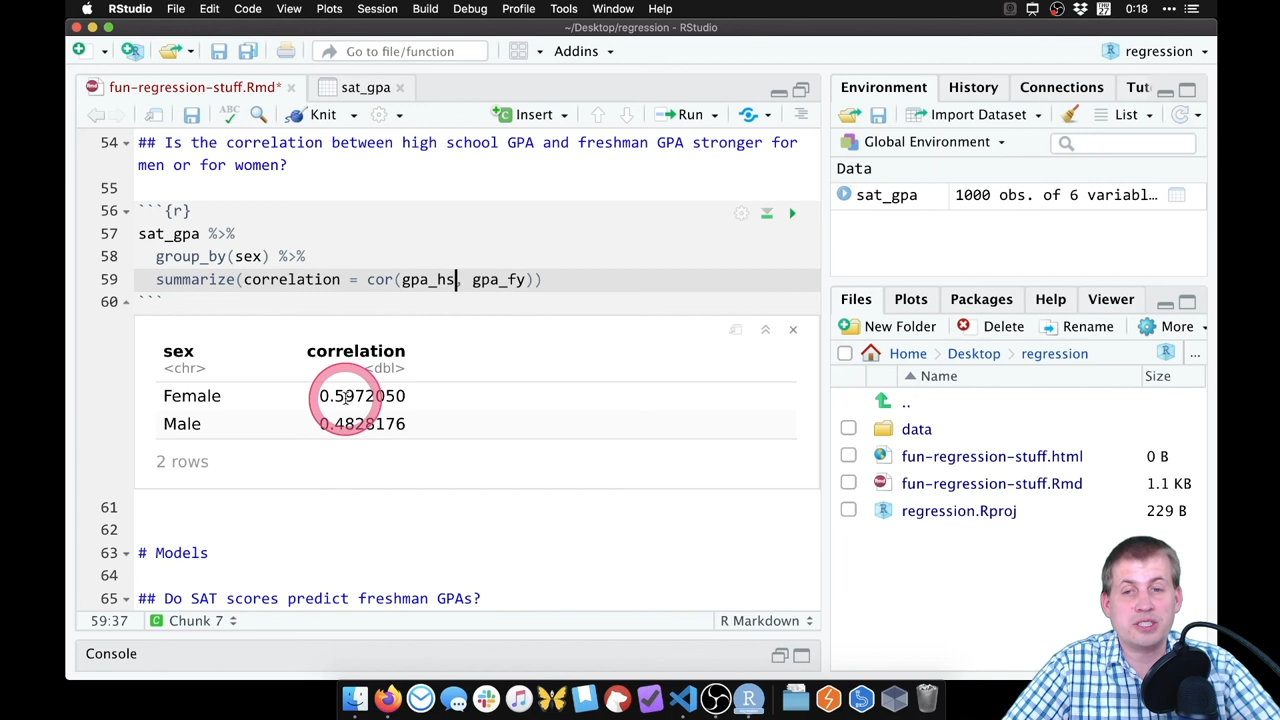 RStudio File Edit Code View Plots Session Build Debug Profile Tools Window Help THU 27 0:18
~/Desktop/regression - RStudio
Go to file/function Addins regression
fun-regression-stuff.Rmd* sat_gpa
ABC Knit Insert Run
54 ## Is the correlation between high school GPA and freshman GPA stronger for
men or for women?
55
56 ```{r}
57 sat_gpa %>%
58 group_by(sex) %>%
59 summarize(correlation = cor(gpa_hs, gpa_fy))
60 ```
sex correlation
<chr> <dbl>
Female 0.5972050
Male 0.4828176
2 rows
61
62
63 # Models
64
65 ## Do SAT scores predict freshman GPAs?
59:37 C Chunk 7 R Markdown
Console
Environment History Connections Tut
Import Dataset List
Global Environment
Data
sat_gpa 1000 obs. of 6 variabl…
Files Plots Packages Help Viewer
New Folder Delete Rename More
Home Desktop regression R ...
Name Size
..
data
fun-regression-stuff.html 0 B
fun-regression-stuff.Rmd 1.1 KB
regression.Rproj 229 B
R